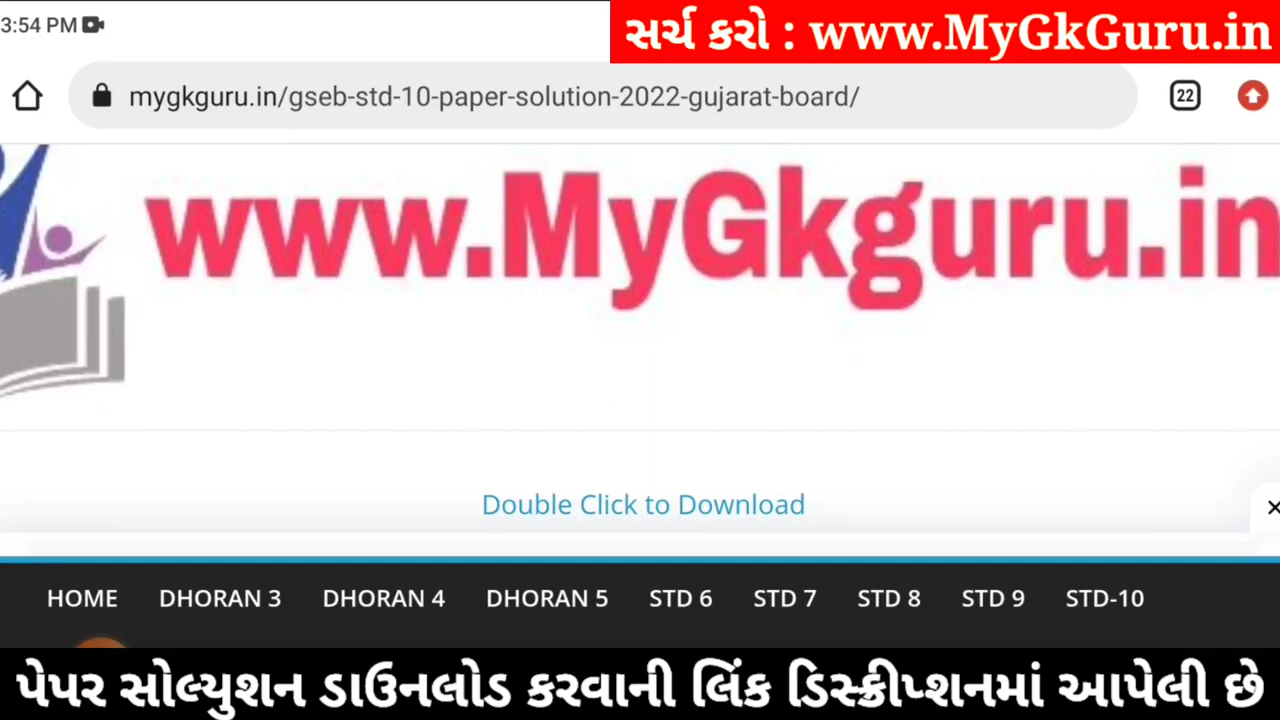 3:54 PM
સર્ચ કરો : www.MyGkGuru.in
mygkguru.in/gseb-std-10-paper-solution-2022-gujarat-board/
22
www.MyGkguru.in
Double Click to Download
×
HOME DHORAN 3 DHORAN 4 DHORAN 5 STD 6 STD 7 STD 8 STD 9 STD-10
પેપર સોલ્યુશન ડાઉનલોડ કરવાની લિંક ડિસ્ક્રીપ્શનમાં આપેલી છે